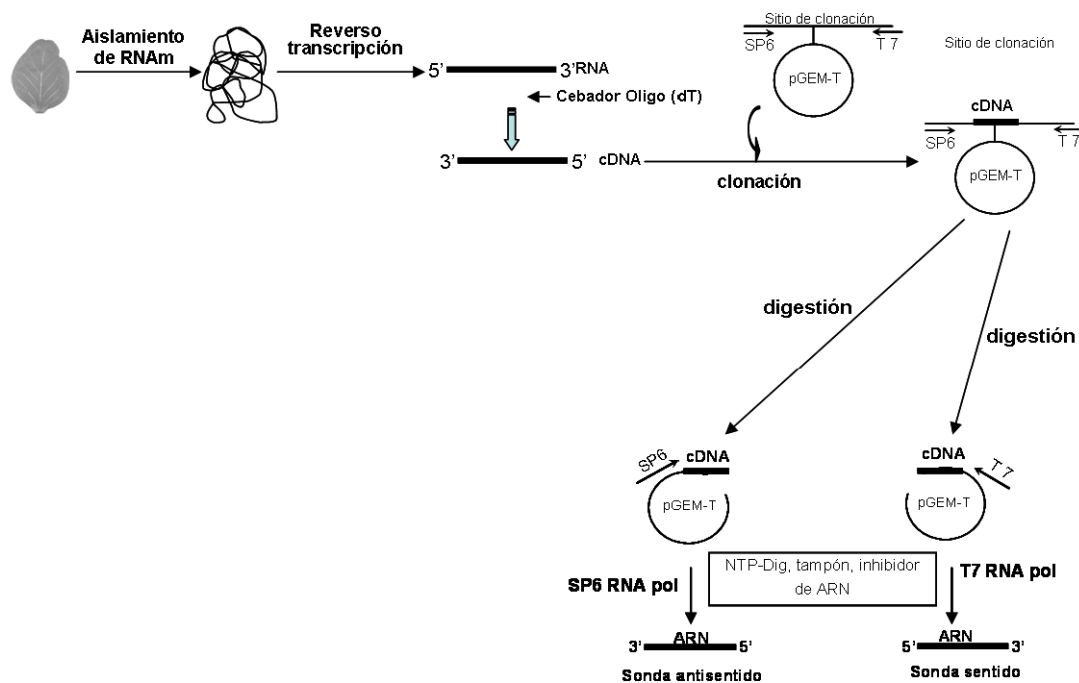 Aislamiento
de RNAm
Reverso
transcripción
5' 3'RNA
Cebador Oligo (dT)
3' 5' cDNA
clonación
Sitio de clonación
SP6 T 7
pGEM-T
Sitio de clonación
cDNA
SP6 T 7
pGEM-T
digestión
digestión
SP6 cDNA
pGEM-T
cDNA T 7
pGEM-T
SP6 RNA pol
NTP-Dig, tampón, inhibidor
de ARN
T7 RNA pol
3' ARN 5'
Sonda antisentido
5' ARN 3'
Sonda sentido